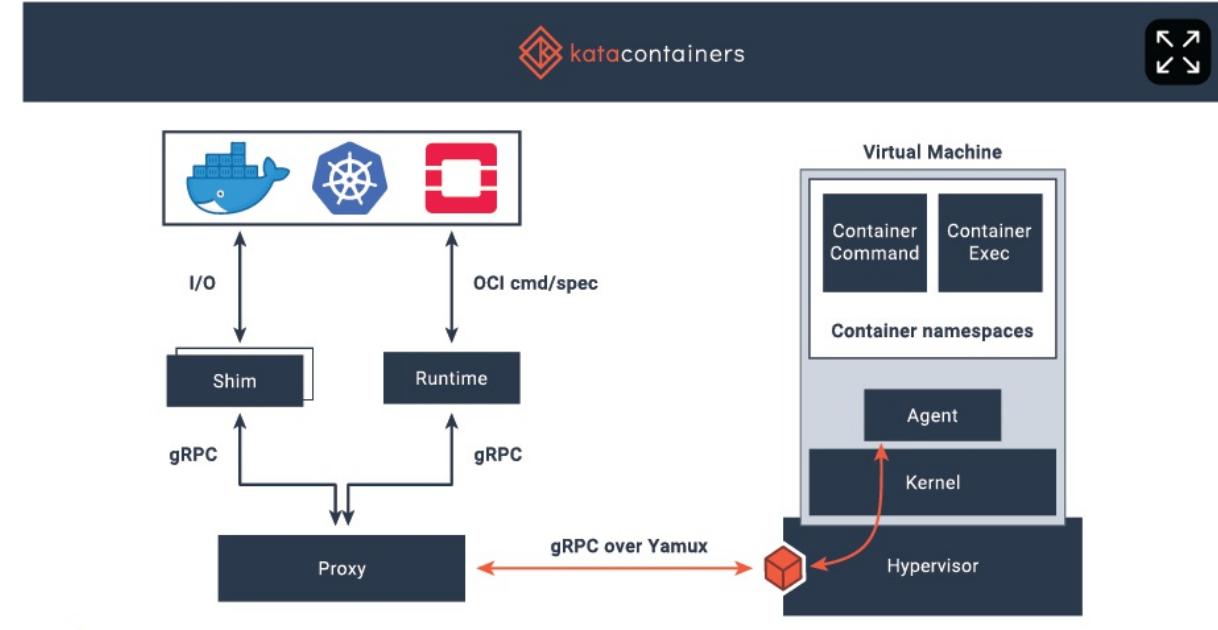 katacontainers
Virtual Machine
Container
Command
Container
Exec
Container namespaces
I/O
OCI cmd/spec
Shim
Runtime
Agent
gRPC
gRPC
Kernel
gRPC over Yamux
Proxy
Hypervisor